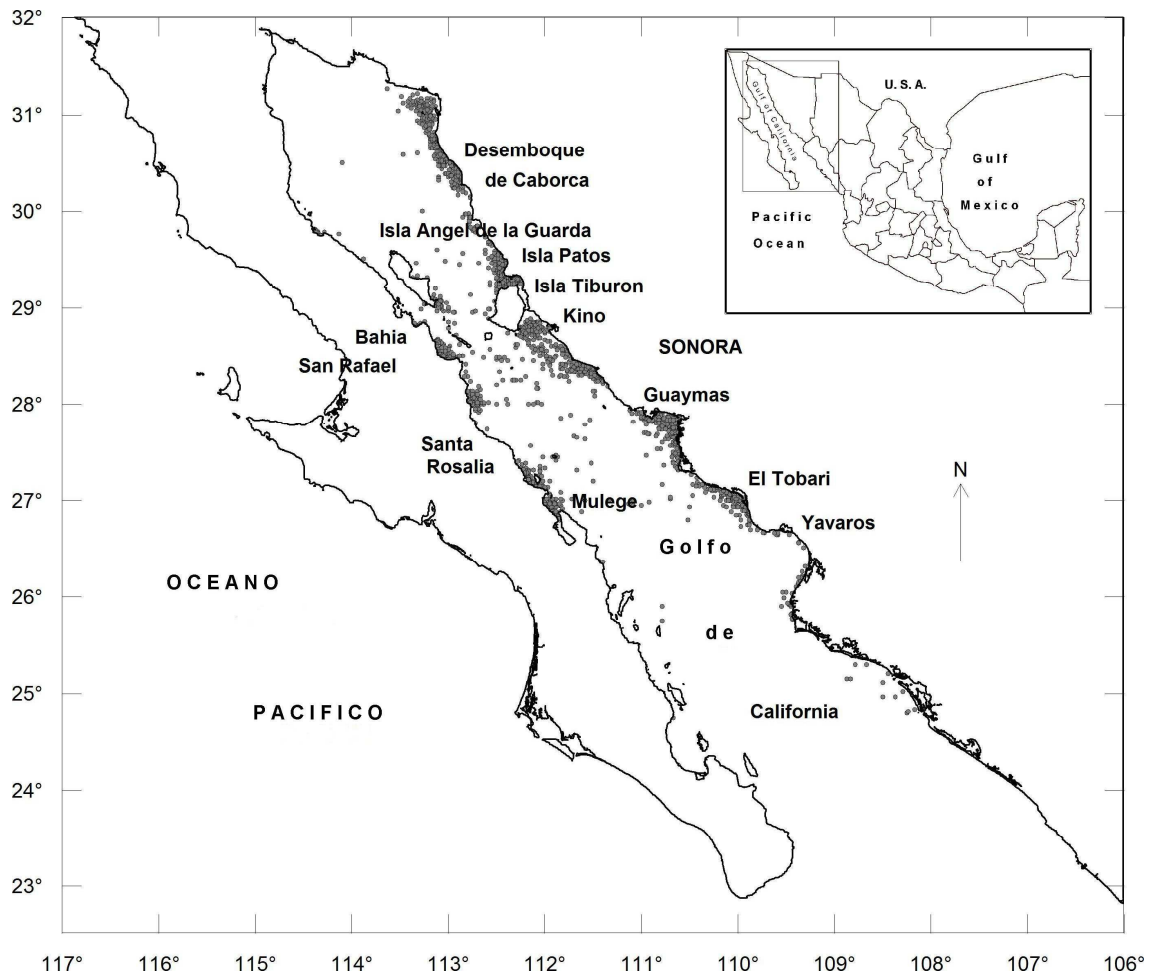 32°
31°
30°
29°
28°
27°
26°
25°
24°
23°
117°
116°
115°
114°
113°
112°
111°
110°
109°
108°
107°
106°
Desemboque
de Caborca
Isla Angel de la Guarda
Isla Patos
Isla Tiburon
Kino
Bahia
San Rafael
SONORA
Guaymas
Santa
Rosalia
El Tobari
Mulege
Yavaros
N
Golfo
de
California
OCEANO
PACIFICO
U.S.A.
Gulf of California
Gulf
of
Mexico
Pacific
Ocean